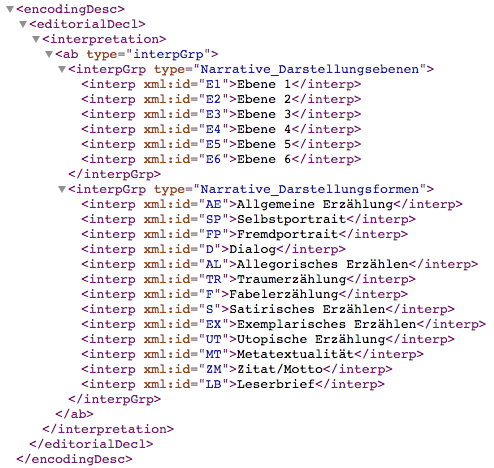 <encodingDesc>
<editorialDecl>
<interpretation>
<ab type="interpGrp">
<interpGrp type="Narrative_Darstellungsebenen">
<interp xml:id="E1">Ebene 1</interp>
<interp xml:id="E2">Ebene 2</interp>
<interp xml:id="E3">Ebene 3</interp>
<interp xml:id="E4">Ebene 4</interp>
<interp xml:id="E5">Ebene 5</interp>
<interp xml:id="E6">Ebene 6</interp>
</interpGrp>
<interpGrp type="Narrative_Darstellungsformen">
<interp xml:id="AE">Allgemeine Erzählung</interp>
<interp xml:id="SP">Selbstportrait</interp>
<interp xml:id="FP">Fremdportrait</interp>
<interp xml:id="D">Dialog</interp>
<interp xml:id="AL">Allegorisches Erzählen</interp>
<interp xml:id="TR">Traumerzählung</interp>
<interp xml:id="F">Fabelerzählung</interp>
<interp xml:id="S">Satirisches Erzählen</interp>
<interp xml:id="EX">Exemplarisches Erzählen</interp>
<interp xml:id="UT">Utopische Erzählung</interp>
<interp xml:id="MT">Metatextualität</interp>
<interp xml:id="ZM">Zitat/Motto</interp>
<interp xml:id="LB">Leserbrief</interp>
</interpGrp>
</ab>
</interpretation>
</editorialDecl>
</encodingDesc>